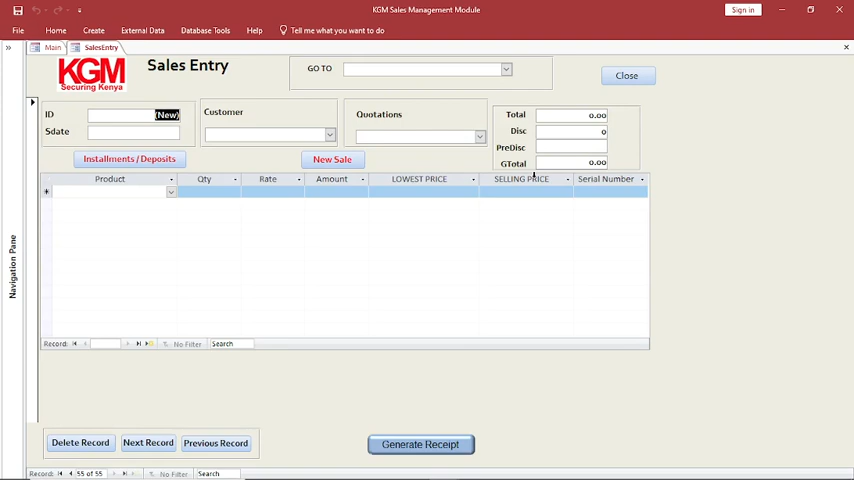 KGM Sales Management Module
Sign in
File Home Create External Data Database Tools Help Tell me what you want to do
Main SalesEntry
KGM
Securing Kenya
Sales Entry
GO TO
Close
ID (New)
Sdate
Customer
Quotations
Total 0.00
Disc 0
PreDisc
GTotal 0.00
Installments / Deposits
New Sale
Product Qty Rate Amount LOWEST PRICE SELLING PRICE Serial Number
Navigation Pane
Record: No Filter Search
Delete Record Next Record Previous Record
Generate Receipt
Record: 55 of 55 No Filter Search